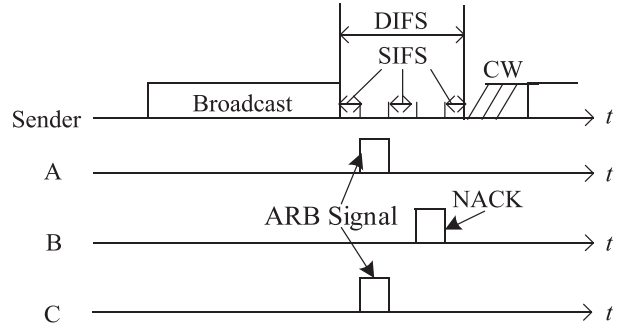 DIFS
SIFS
CW
Broadcast
Sender
t
A
t
ARB Signal
NACK
B
t
C
t